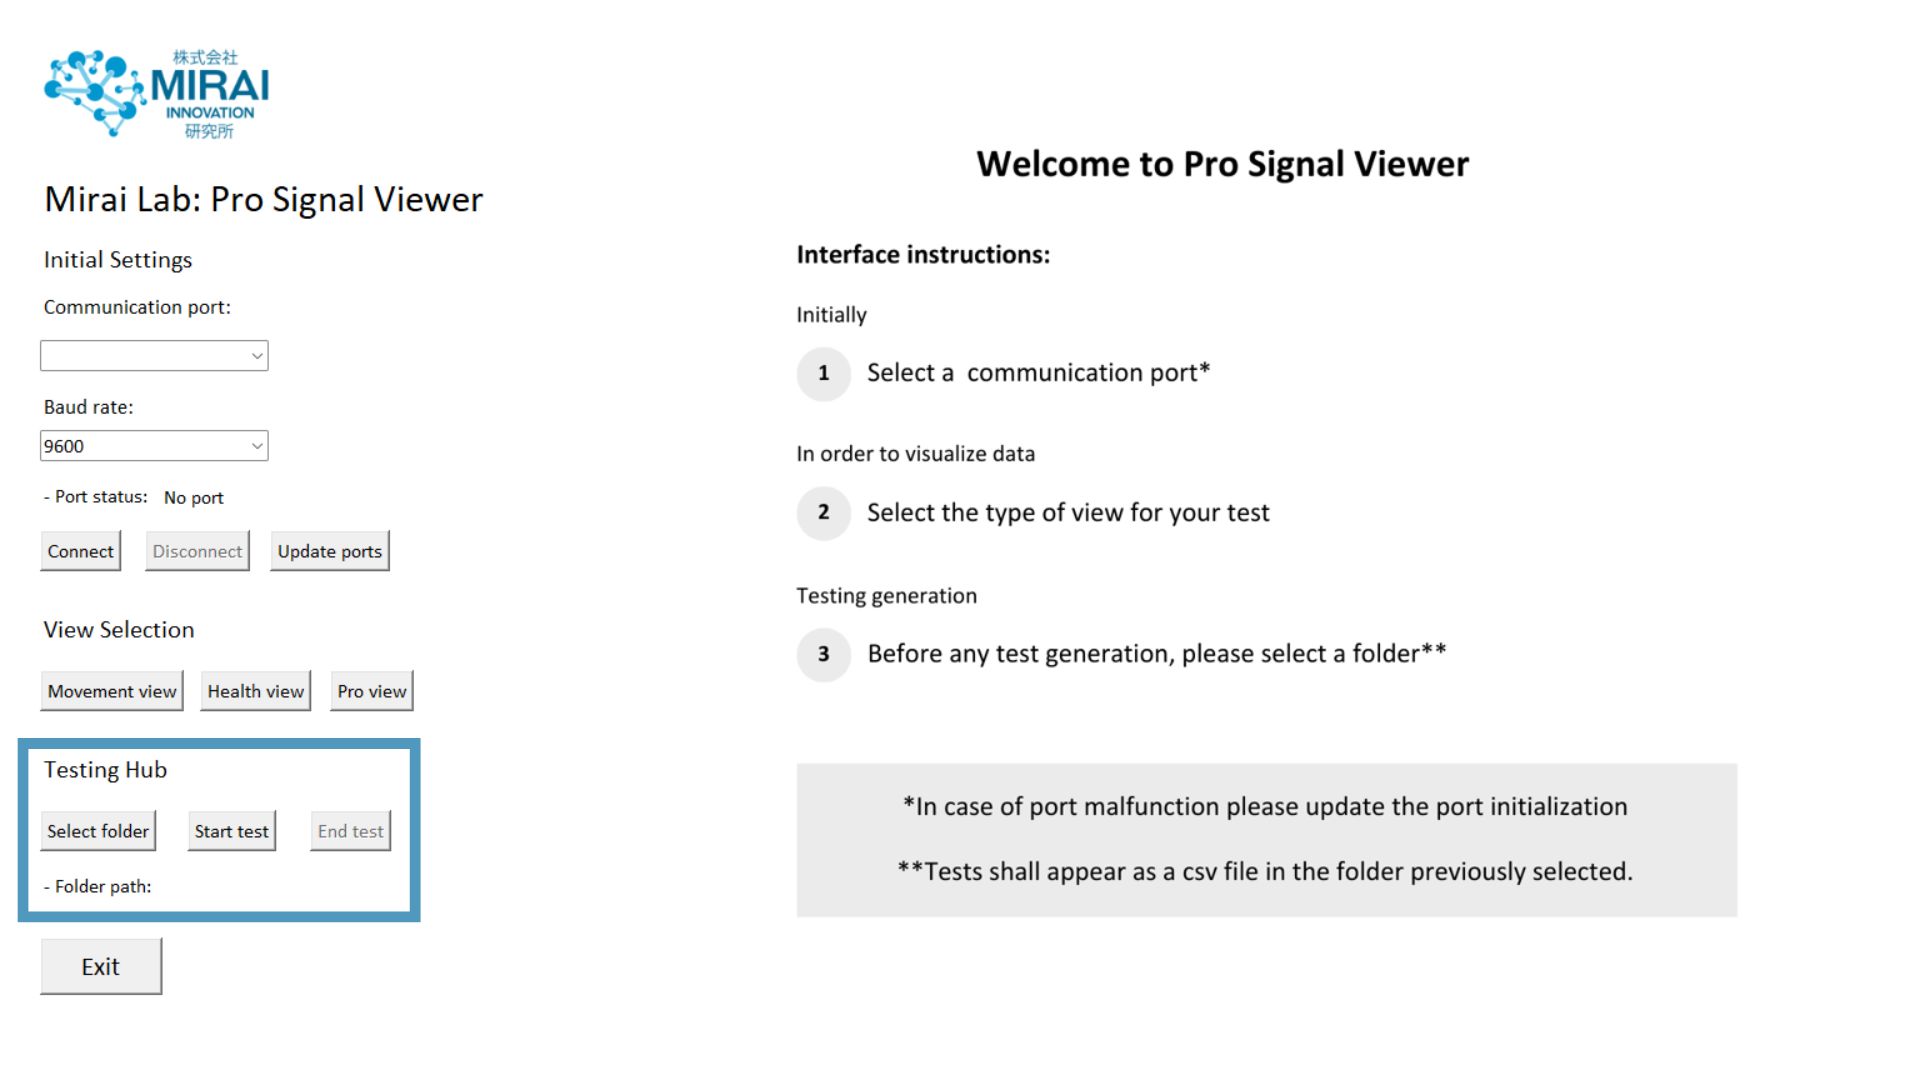 株式会社
MIRAI
INNOVATION
研究所
Mirai Lab: Pro Signal Viewer
Initial Settings
Communication port:
Baud rate:
9600
- Port status: No port
Connect Disconnect Update ports
View Selection
Movement view Health view Pro view
Testing Hub
Select folder Start test End test
- Folder path:
Exit
Welcome to Pro Signal Viewer
Interface instructions:
Initially
1 Select a communication port*
In order to visualize data
2 Select the type of view for your test
Testing generation
3 Before any test generation, please select a folder**
*In case of port malfunction please update the port initialization
**Tests shall appear as a csv file in the folder previously selected.